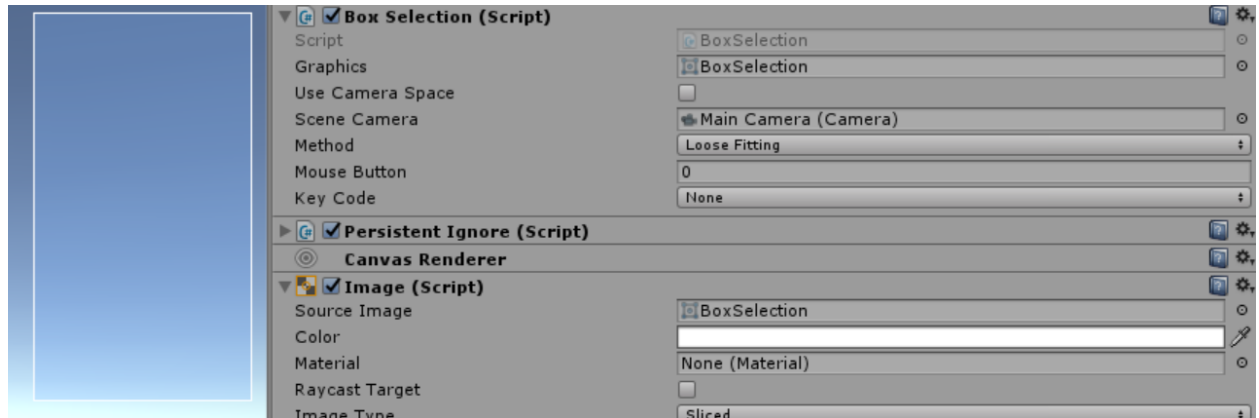 Box Selection (Script)
Script BoxSelection
Graphics BoxSelection
Use Camera Space
Scene Camera Main Camera (Camera)
Method Loose Fitting
Mouse Button 0
Key Code None
Persistent Ignore (Script)
Canvas Renderer
Image (Script)
Source Image BoxSelection
Color
Material None (Material)
Raycast Target
Image Type Sliced